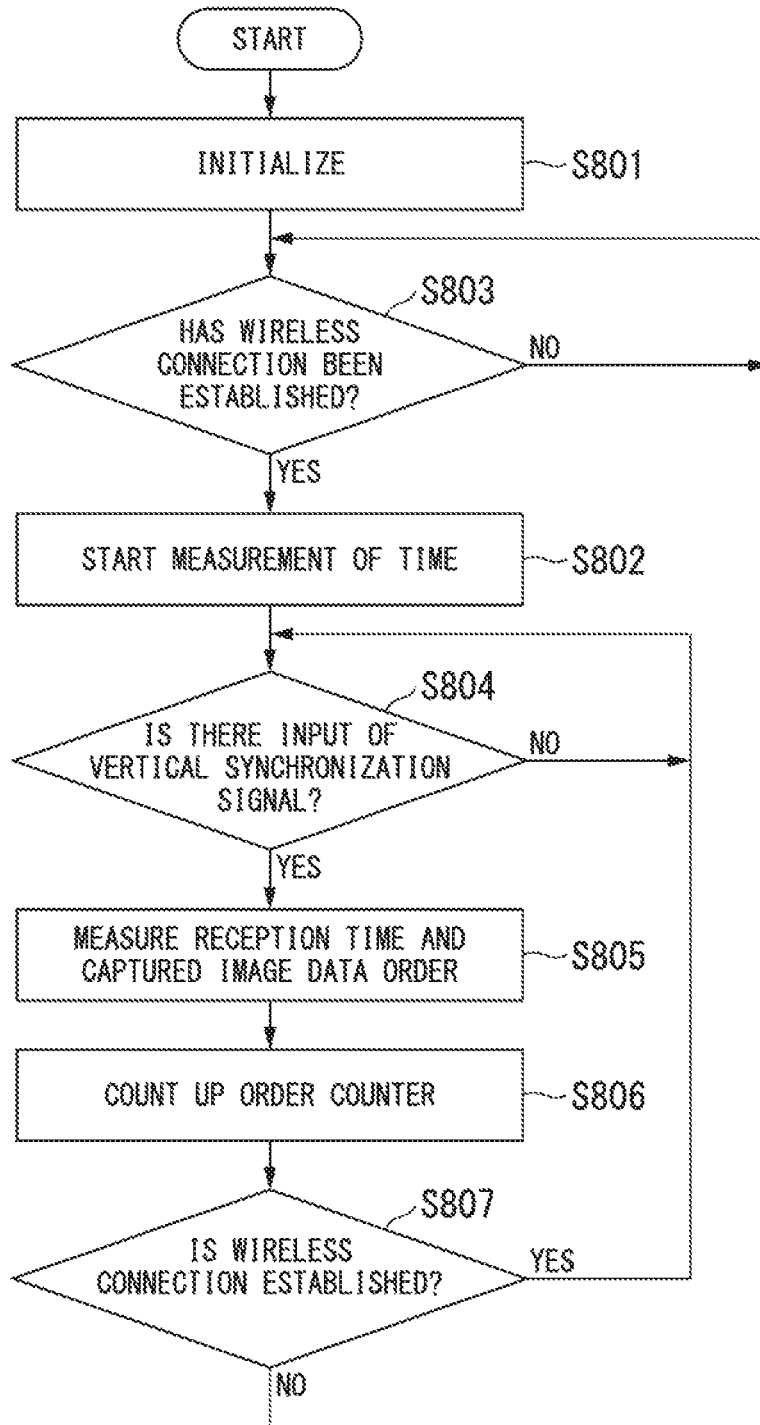 START
INITIALIZE
S801
S803
HAS WIRELESS
CONNECTION BEEN
ESTABLISHED?
NO
YES
START MEASUREMENT OF TIME
S802
S804
IS THERE INPUT OF
VERTICAL SYNCHRONIZATION
SIGNAL?
NO
YES
MEASURE RECEPTION TIME AND
CAPTURED IMAGE DATA ORDER
S805
COUNT UP ORDER COUNTER
S806
S807
IS WIRELESS
CONNECTION ESTABLISHED?
YES
NO